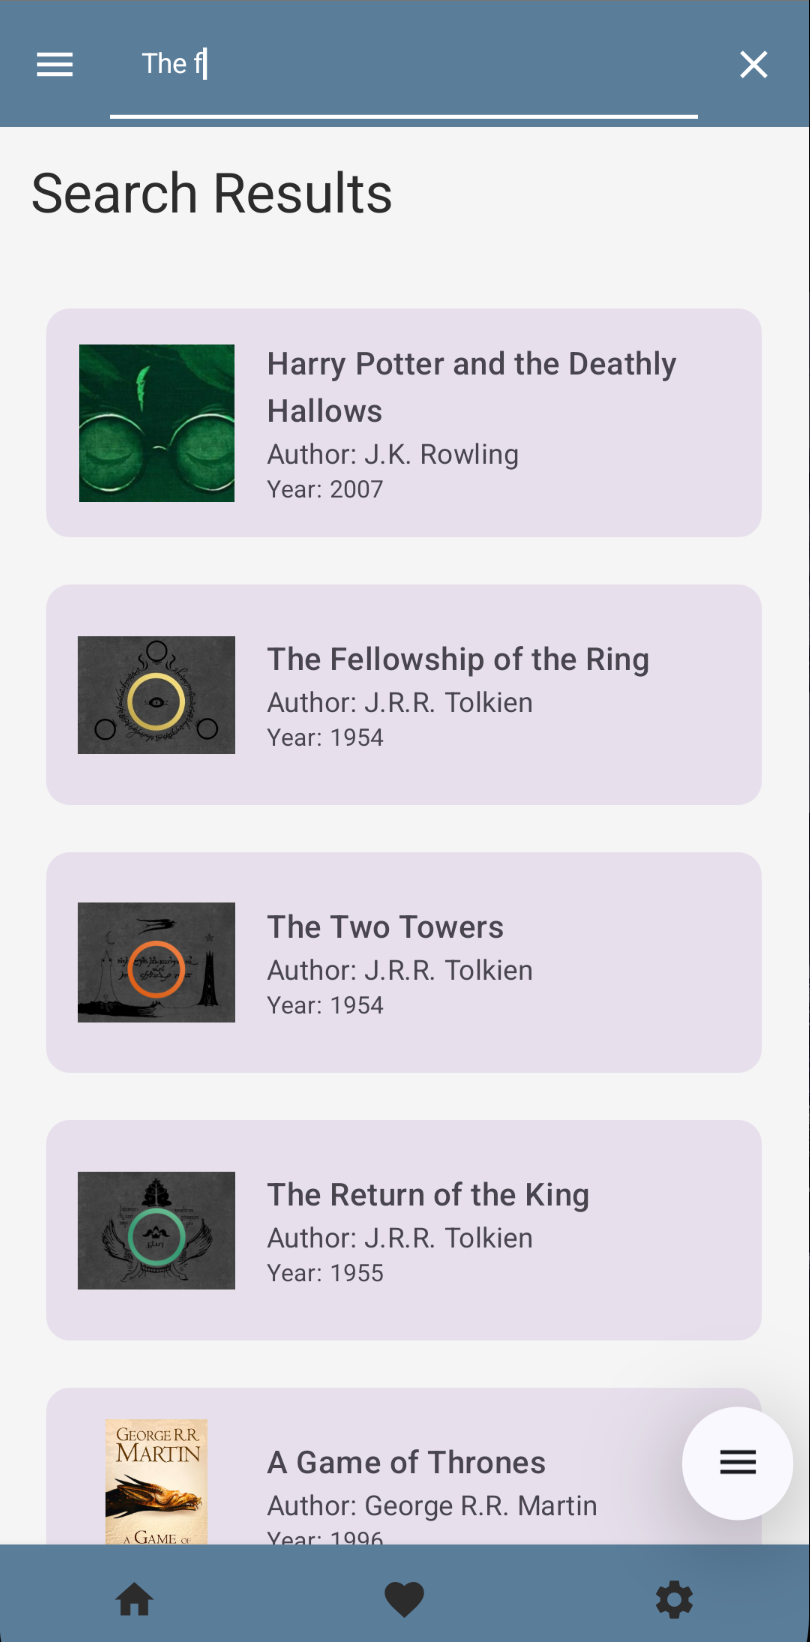 The f
Search Results
Harry Potter and the Deathly
Hallows
Author: J.K. Rowling
Year: 2007
The Fellowship of the Ring
Author: J.R.R. Tolkien
Year: 1954
The Two Towers
Author: J.R.R. Tolkien
Year: 1954
The Return of the King
Author: J.R.R. Tolkien
Year: 1955
GEORGE R.R.
MARTIN
A GAME OF
A Game of Thrones
Author: George R.R. Martin
Year: 1996